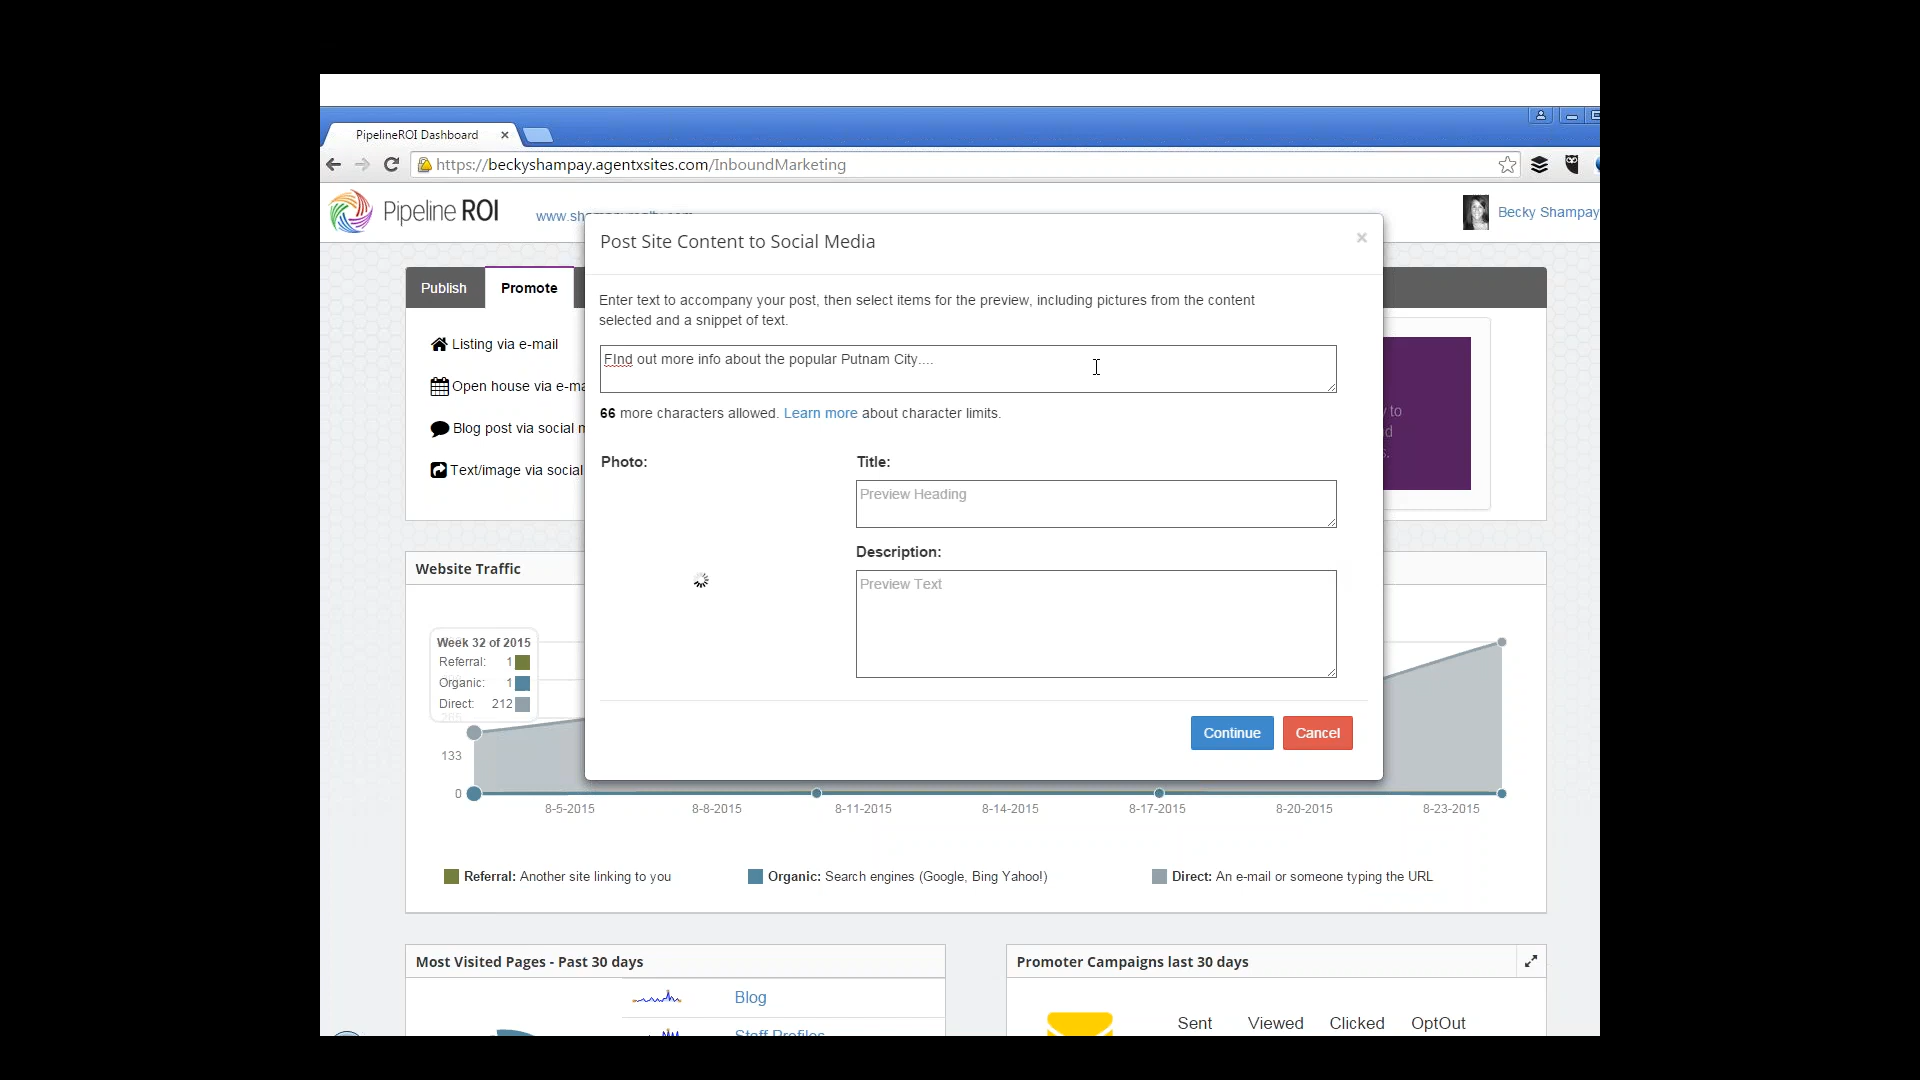 PipelineROI Dashboard
https://beckyshampay.agentxsites.com/InboundMarketing
Pipeline ROI
Becky Shampay
Post Site Content to Social Media
Publish
Promote
Enter text to accompany your post, then select items for the preview, including pictures from the content
selected and a snippet of text.
Listing via e-mail
FInd out more info about the popular Putnam City....
Open house via e-ma
66 more characters allowed. Learn more about character limits.
Blog post via social
Text/image via social
Photo:
Title:
Preview Heading
Description:
Preview Text
Website Traffic
Week 32 of 2015
Referral: 1
Organic: 1
Direct: 212
Continue
Cancel
133
0
8-5-2015
8-8-2015
8-11-2015
8-14-2015
8-17-2015
8-20-2015
8-23-2015
Referral: Another site linking to you
Organic: Search engines (Google, Bing Yahoo!)
Direct: An e-mail or someone typing the URL
Most Visited Pages - Past 30 days
Promoter Campaigns last 30 days
Blog
Staff Profiles
Sent
Viewed
Clicked
OptOut